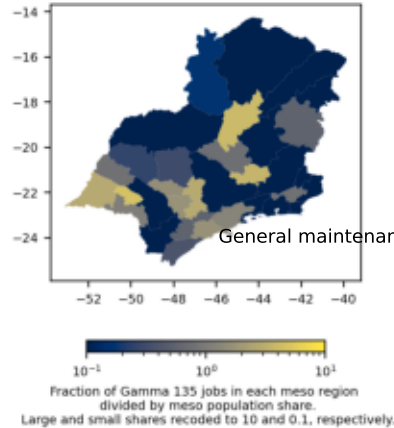 −14
−16
−18
−20
−22
−24
General maintenar
−52 −50 −48 −46 −44 −42 −40
10⁻¹ 10⁰ 10¹
Fraction of Gamma 135 jobs in each meso region
divided by meso population share.
Large and small shares recoded to 10 and 0.1, respectively.